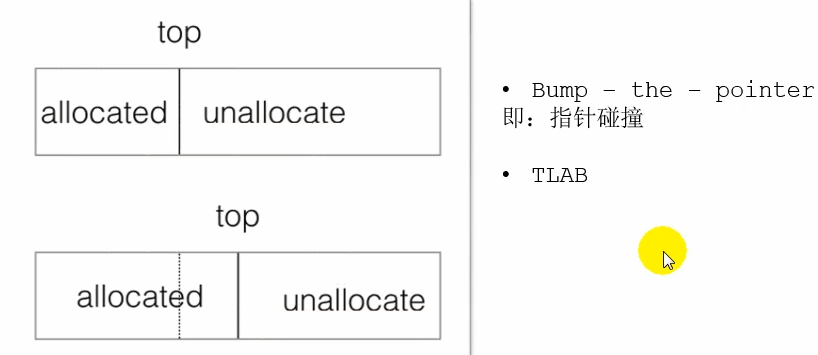 top
allocated unallocate
top
allocated unallocate
• Bump – the – pointer
即：指针碰撞
• TLAB